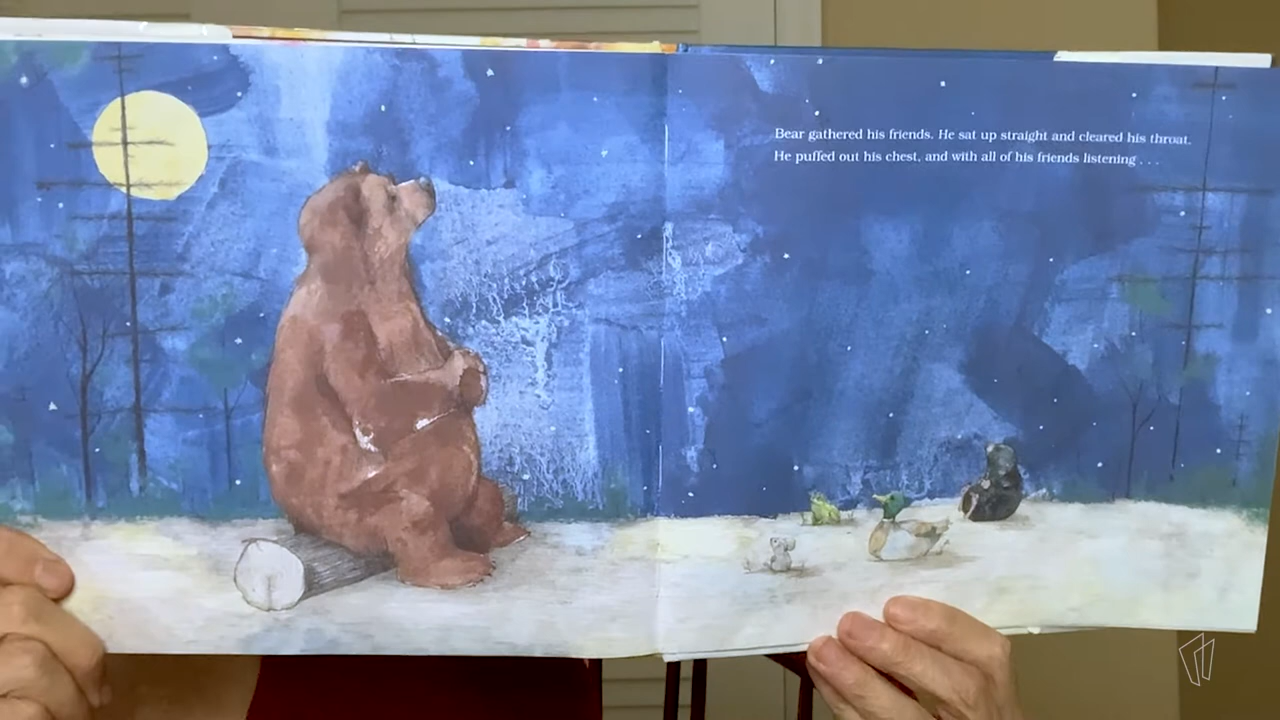 Bear gathered his friends. He sat up straight and cleared his throat.
He puffed out his chest, and with all of his friends listening . . .